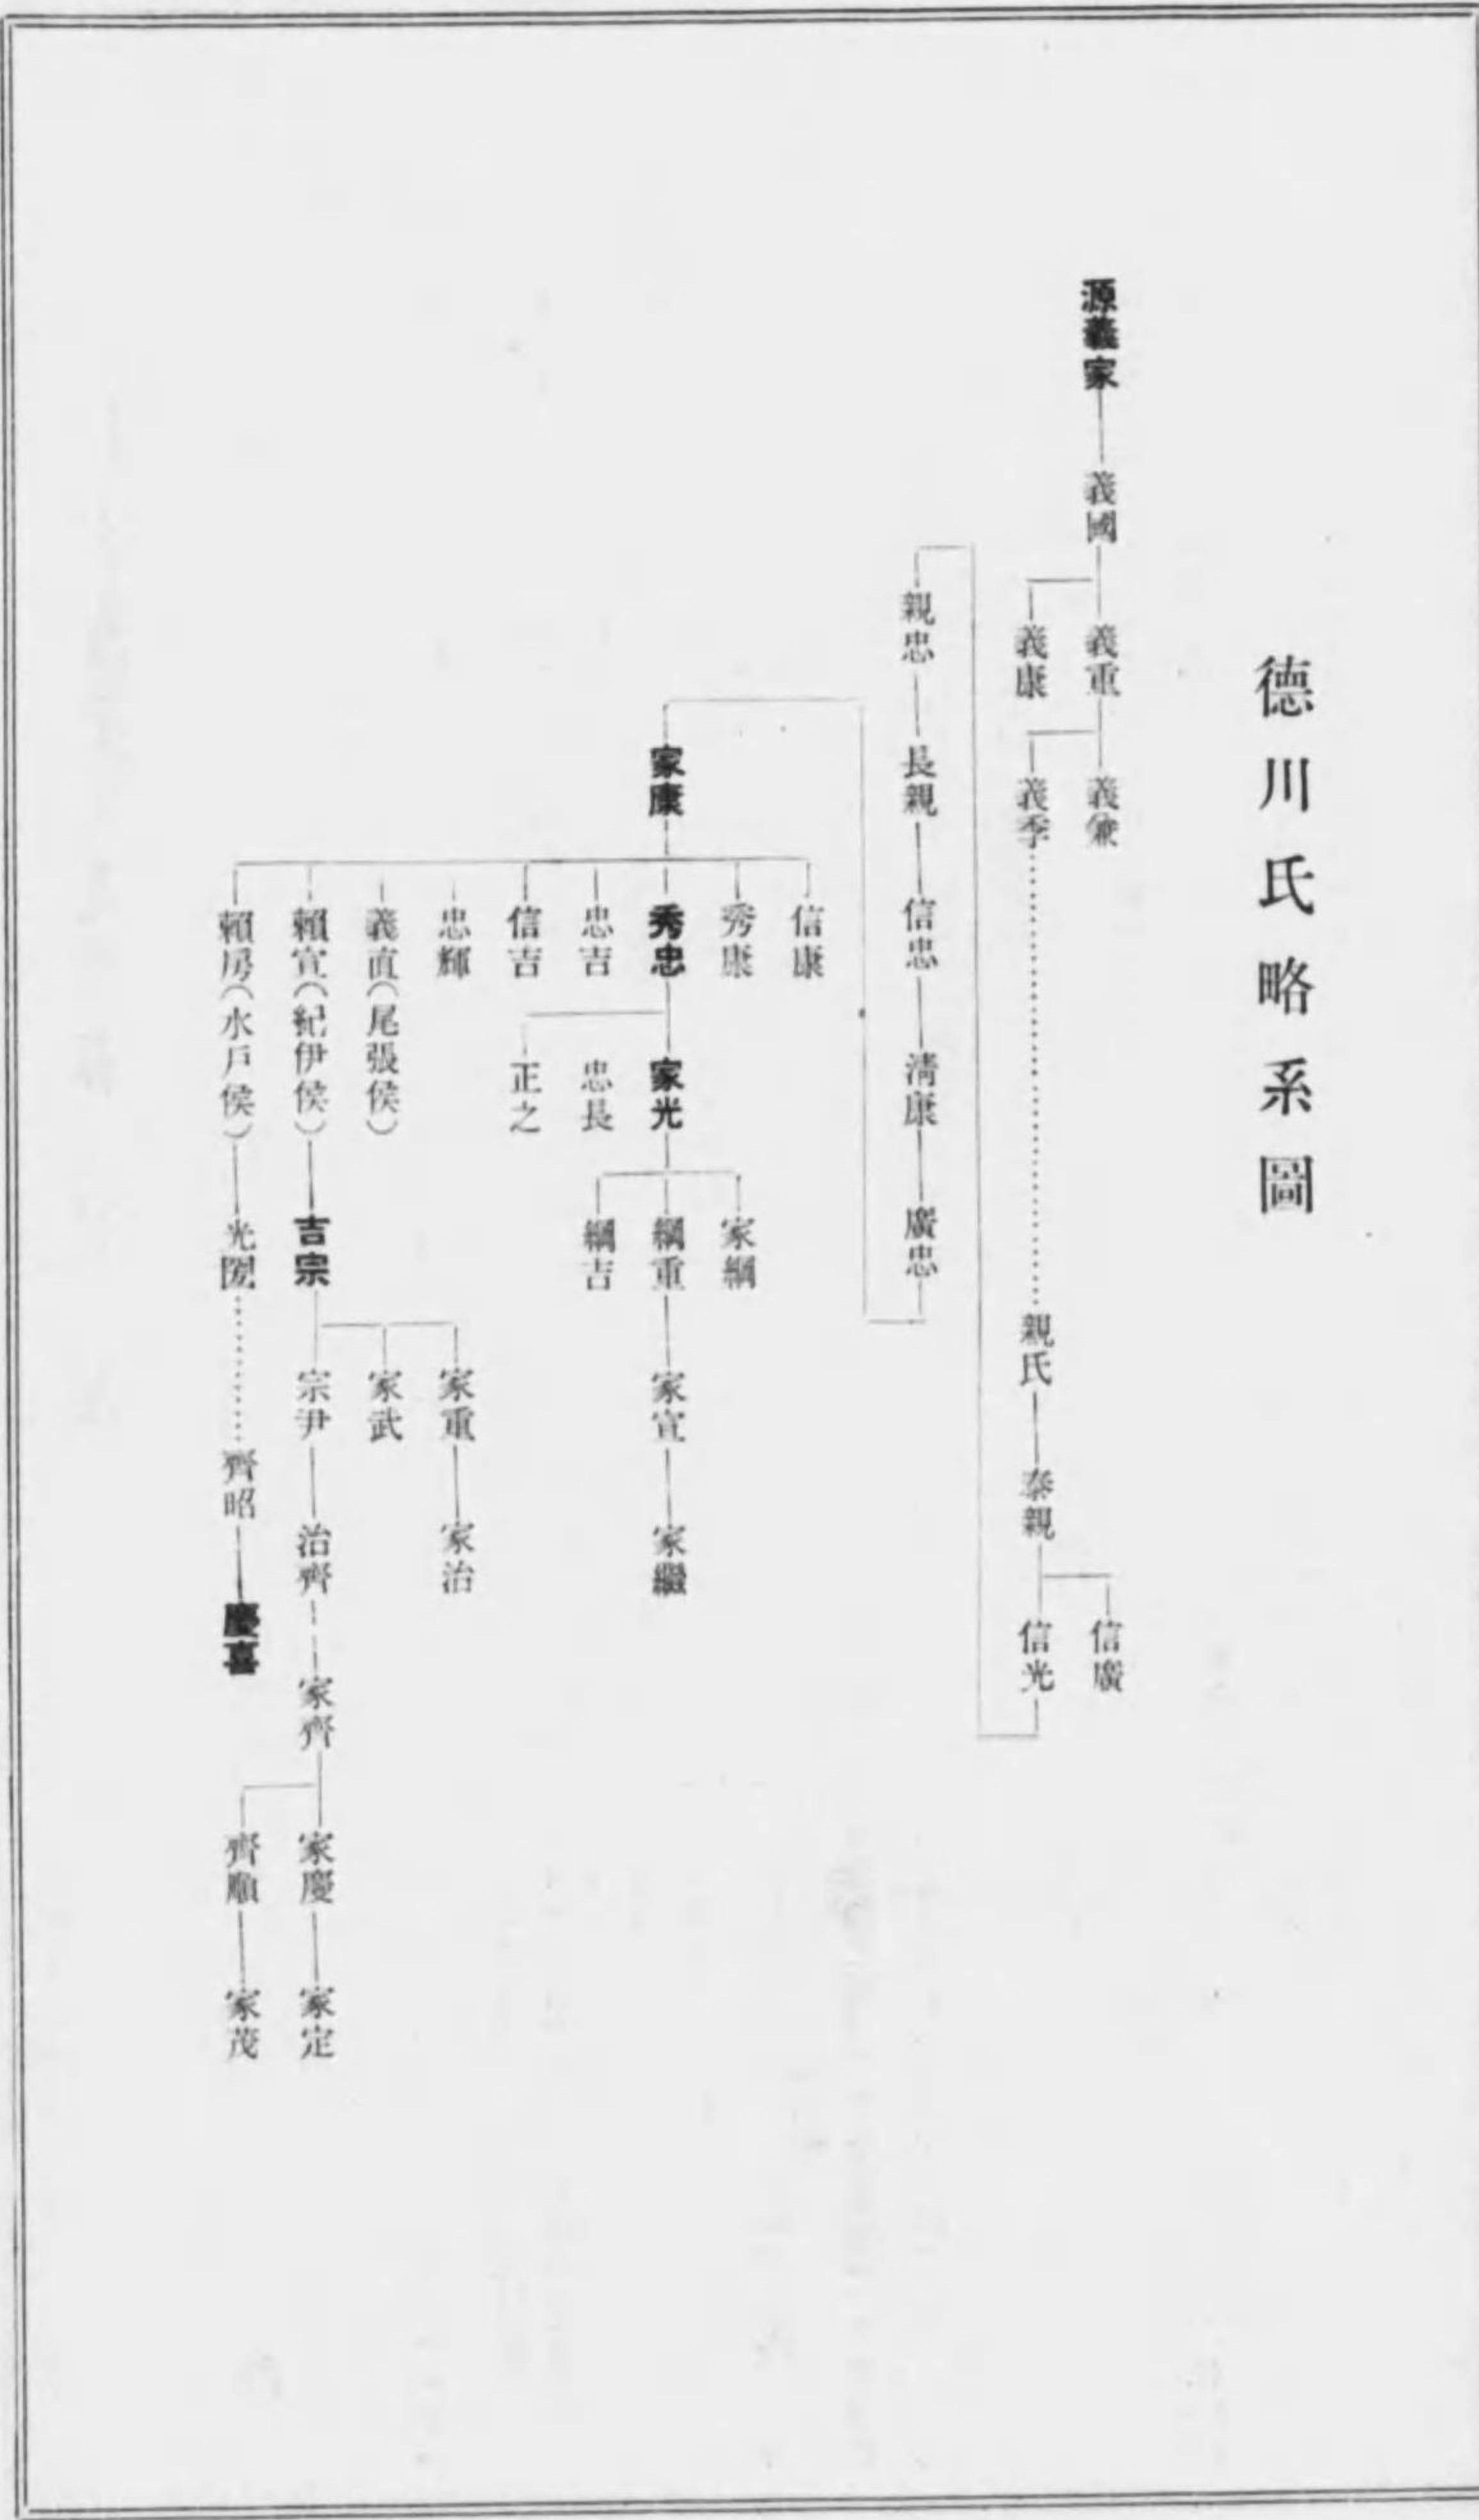 德川氏略系圖
源義家
義國
義重
義康
義兼
義季
親氏
泰親
信廣
信光
親忠
長親
信忠
淸康
廣忠
家康
信康
秀康
秀忠
忠吉
信吉
忠輝
義直(尾張侯)
賴宣(紀伊侯)
賴房(水戶侯)
家光
忠長
正之
家綱
綱重
綱吉
家宣
家繼
吉宗
家重
家武
宗尹
家治
治齊
家齊
家慶
齊順
家定
家茂
光圀
齊昭
慶喜